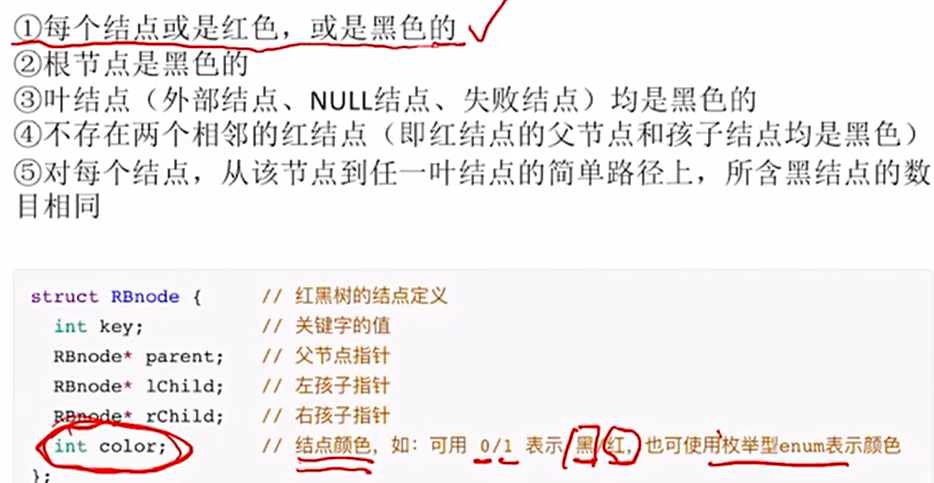 ①每个结点或是红色，或是黑色的
②根节点是黑色的
③叶结点（外部结点、NULL结点、失败结点）均是黑色的
④不存在两个相邻的红结点（即红结点的父节点和孩子结点均是黑色）
⑤对每个结点，从该节点到任一叶结点的简单路径上，所含黑结点的数
目相同
struct RBnode { // 红黑树的结点定义
int key; // 关键字的值
RBnode* parent; // 父节点指针
RBnode* lChild; // 左孩子指针
RBnode* rChild; // 右孩子指针
int color; // 结点颜色，如：可用 0/1 表示 黑/红，也可使用枚举型enum表示颜色
};